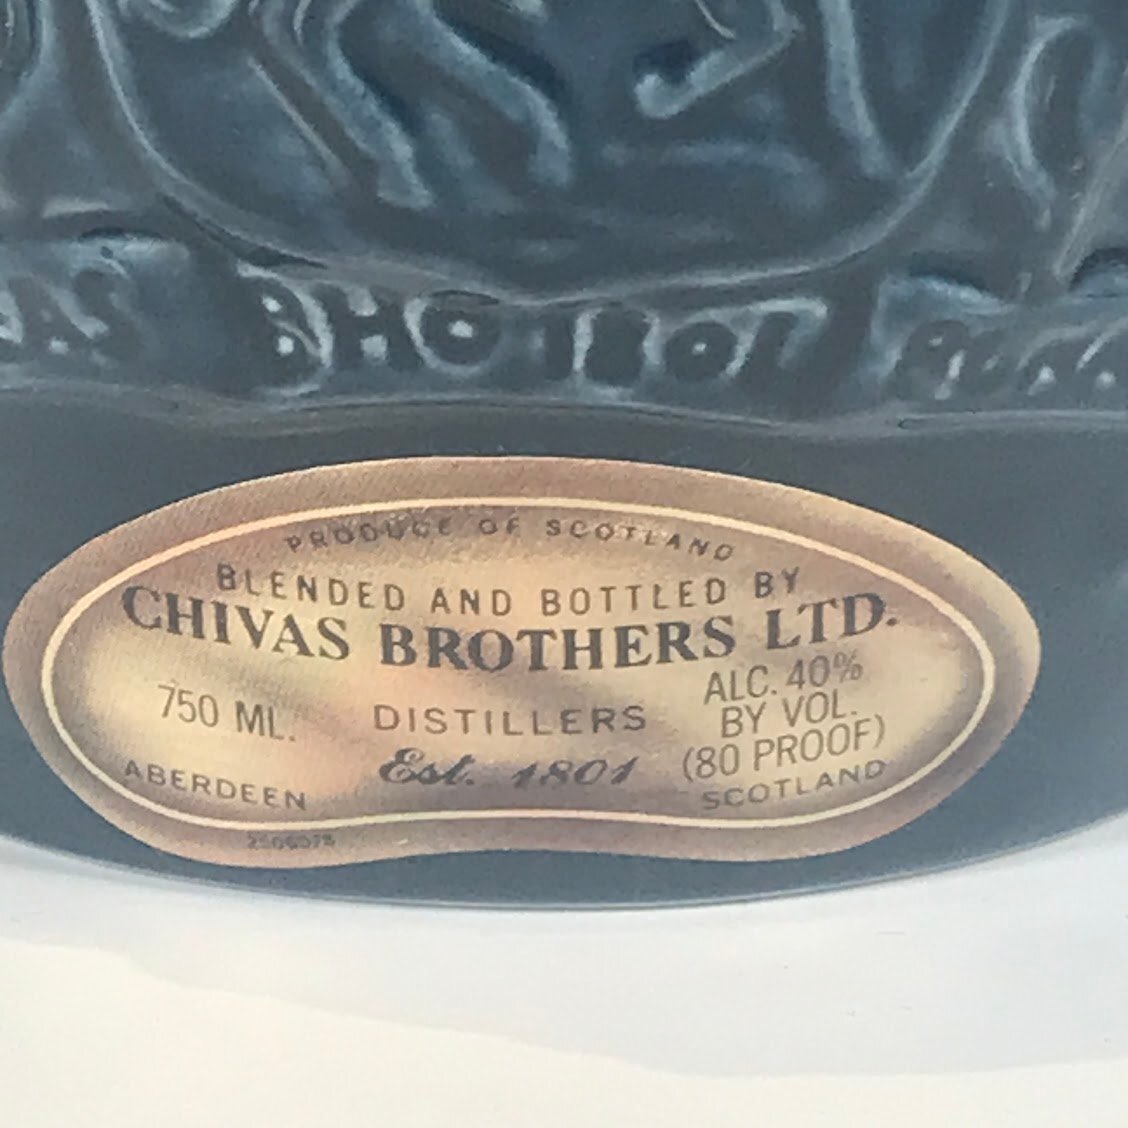 PRODUCE OF SCOTLAND
BLENDED AND BOTTLED BY
CHIVAS BROTHERS LTD.
750 ML.
DISTILLERS
ALC. 40%
BY VOL.
(80 PROOF)
Est. 1801
ABERDEEN
SCOTLAND